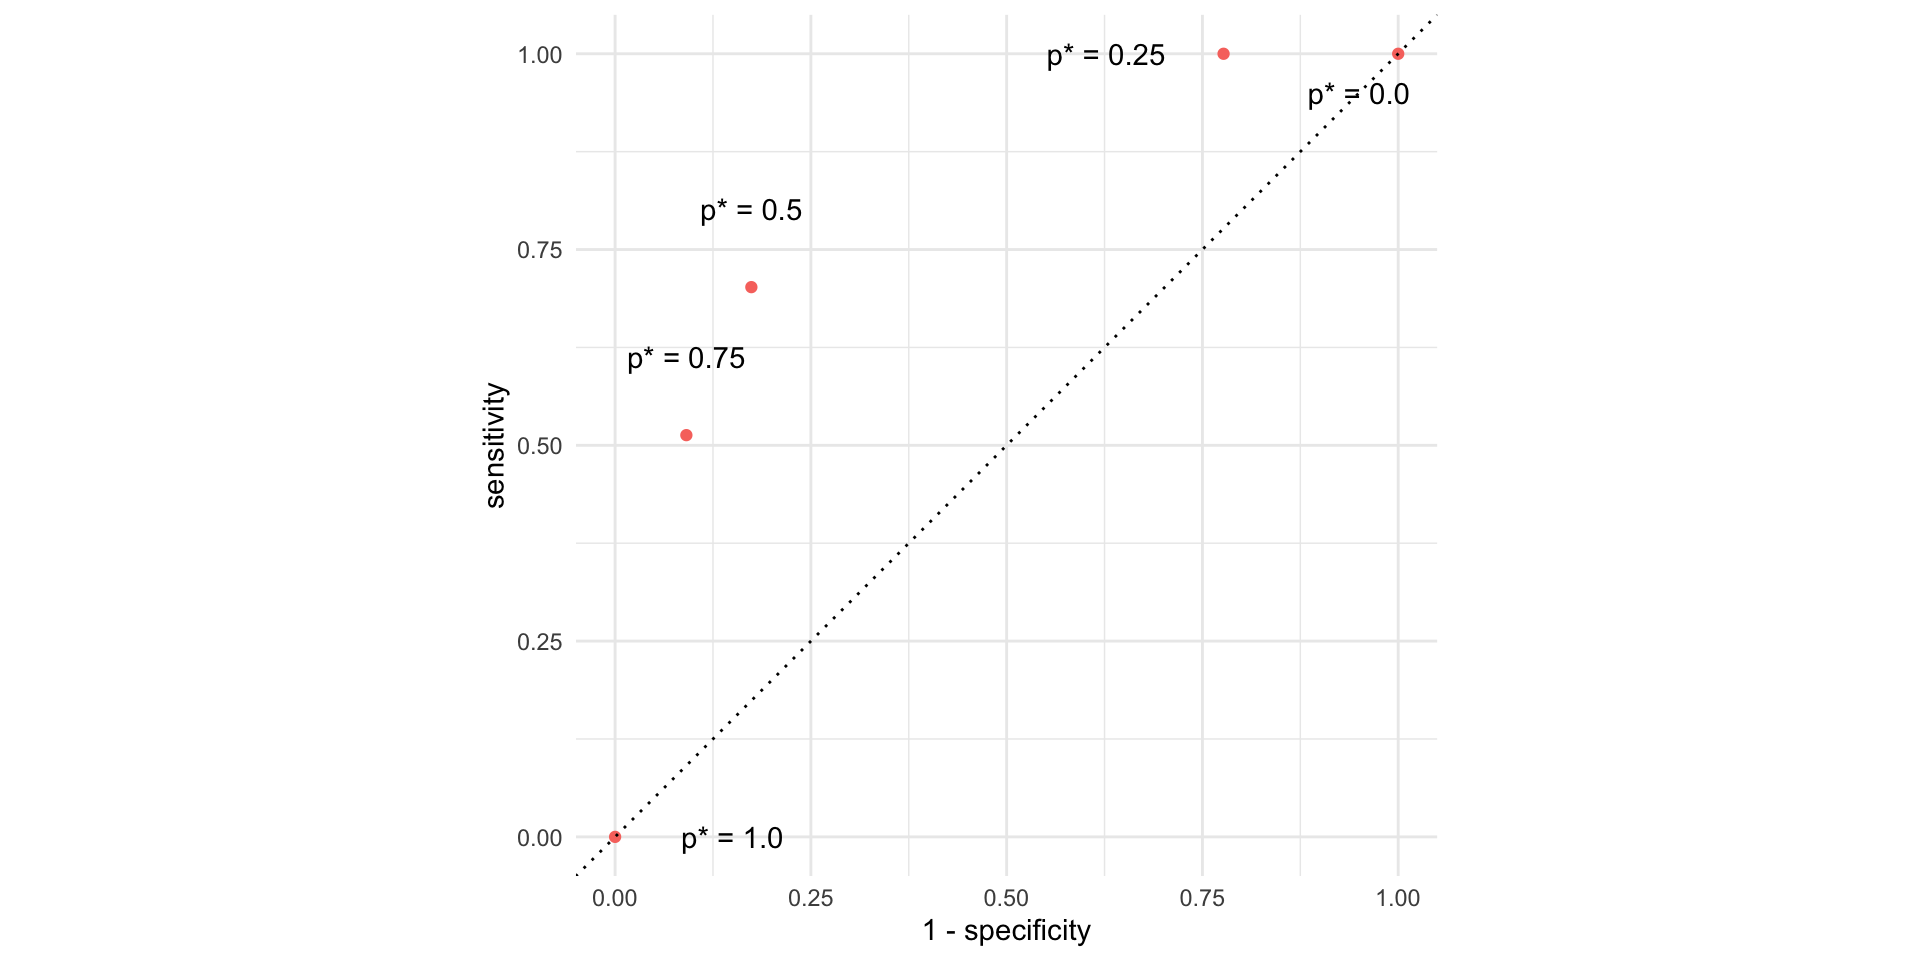 1.00
p* = 0.25
p* = 0.0
p* = 0.5
0.75
p* = 0.75
sensitivity
0.50
0.25
0.00
p* = 1.0
0.00 0.25 0.50 0.75 1.00
1 - specificity